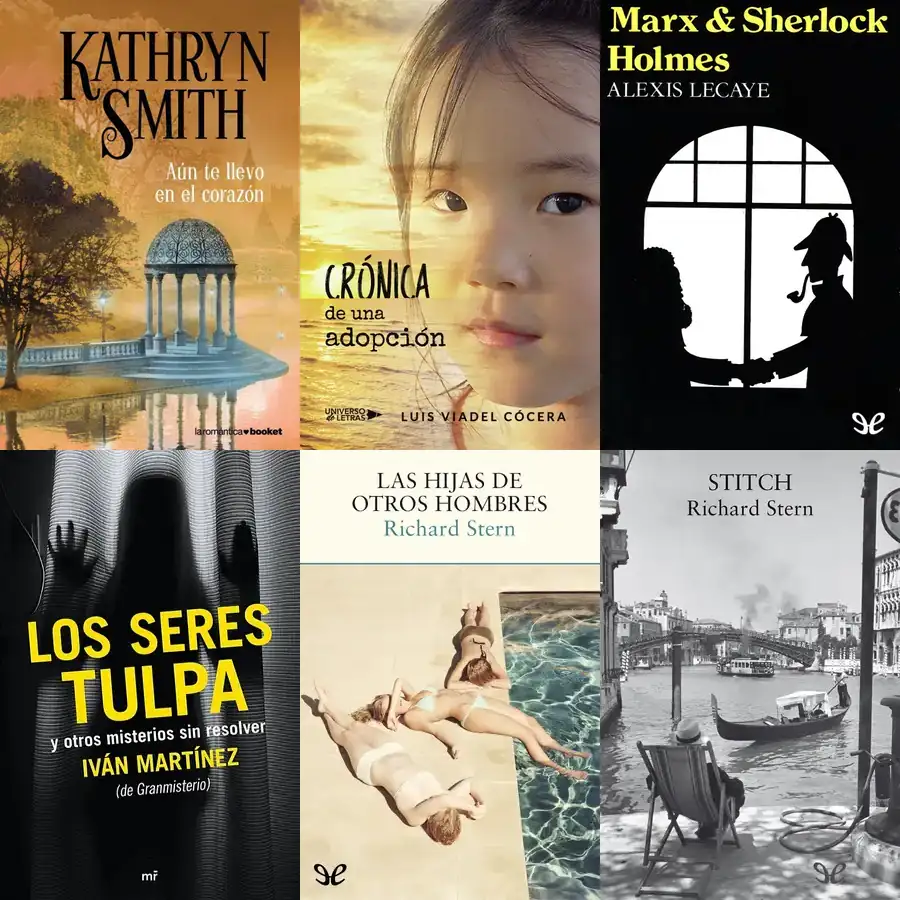 KATHRYN
SMITH
Aún te llevo
en el corazón
la romántica♥booket
CRÓNICA
de una
adopción
UNIVERSO
de LETRAS
LUIS VIADEL CÓCERA
Marx & Sherlock
Holmes
ALEXIS LECAYE
LOS SERES
TULPA
y otros misterios sin resolver
IVÁN MARTÍNEZ
(de Granmisterio)
mr
LAS HIJAS DE
OTROS HOMBRES
Richard Stern
STITCH
Richard Stern